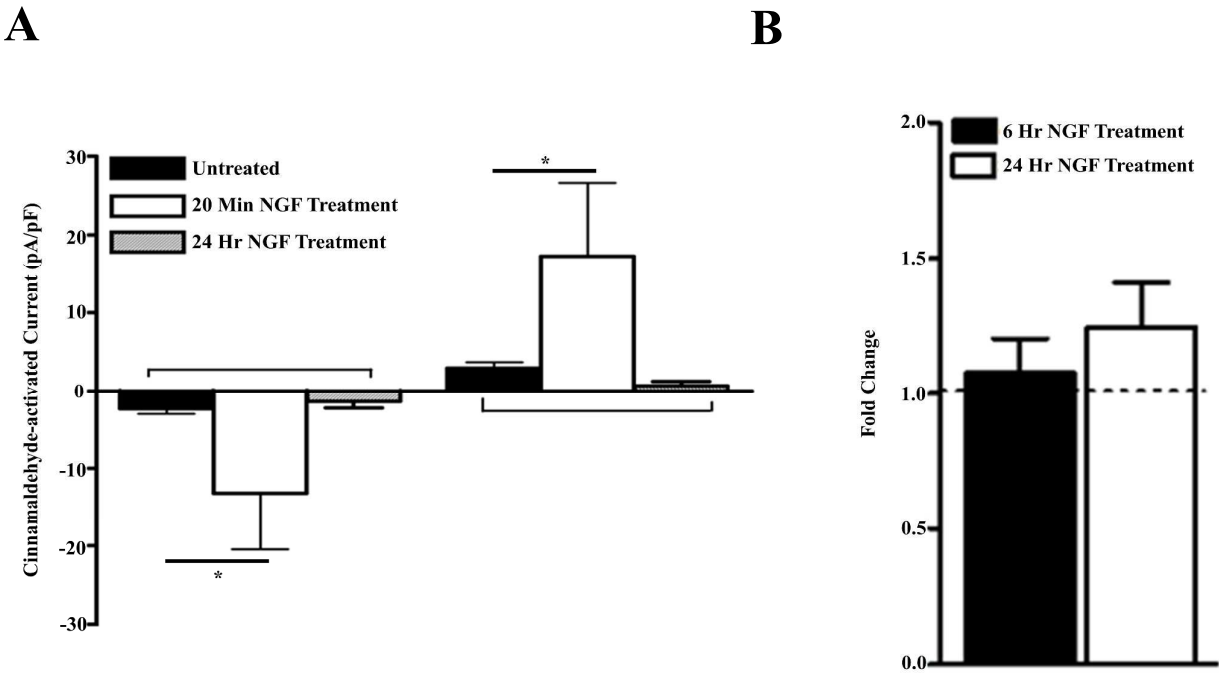 A
B
Cinnamaldehyde-activated Current (pA/pF)
30
20
10
0
-10
-20
-30
Untreated
20 Min NGF Treatment
24 Hr NGF Treatment
*
*
Fold Change
2.0
1.5
1.0
0.5
0.0
6 Hr NGF Treatment
24 Hr NGF Treatment